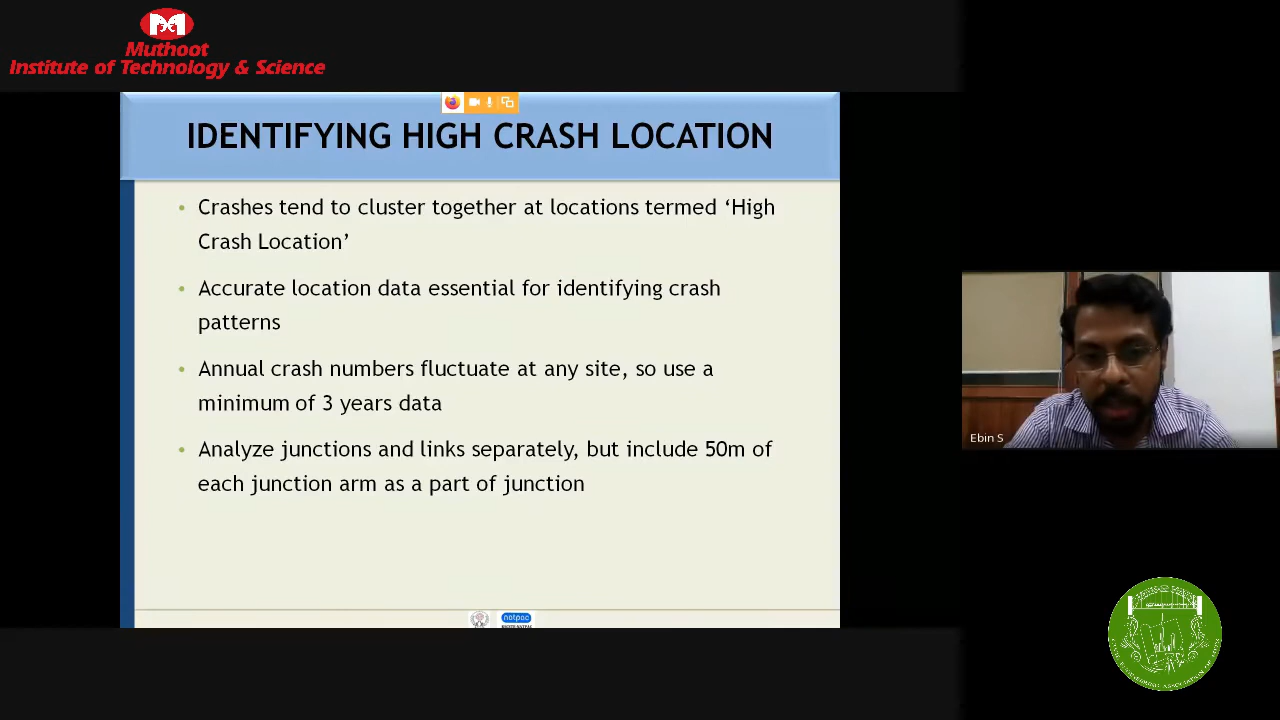 Muthoot
Institute of Technology & Science
IDENTIFYING HIGH CRASH LOCATION
• Crashes tend to cluster together at locations termed ‘High
Crash Location’
• Accurate location data essential for identifying crash
patterns
• Annual crash numbers fluctuate at any site, so use a
minimum of 3 years data
• Analyze junctions and links separately, but include 50m of
each junction arm as a part of junction
natpac
Ebin S